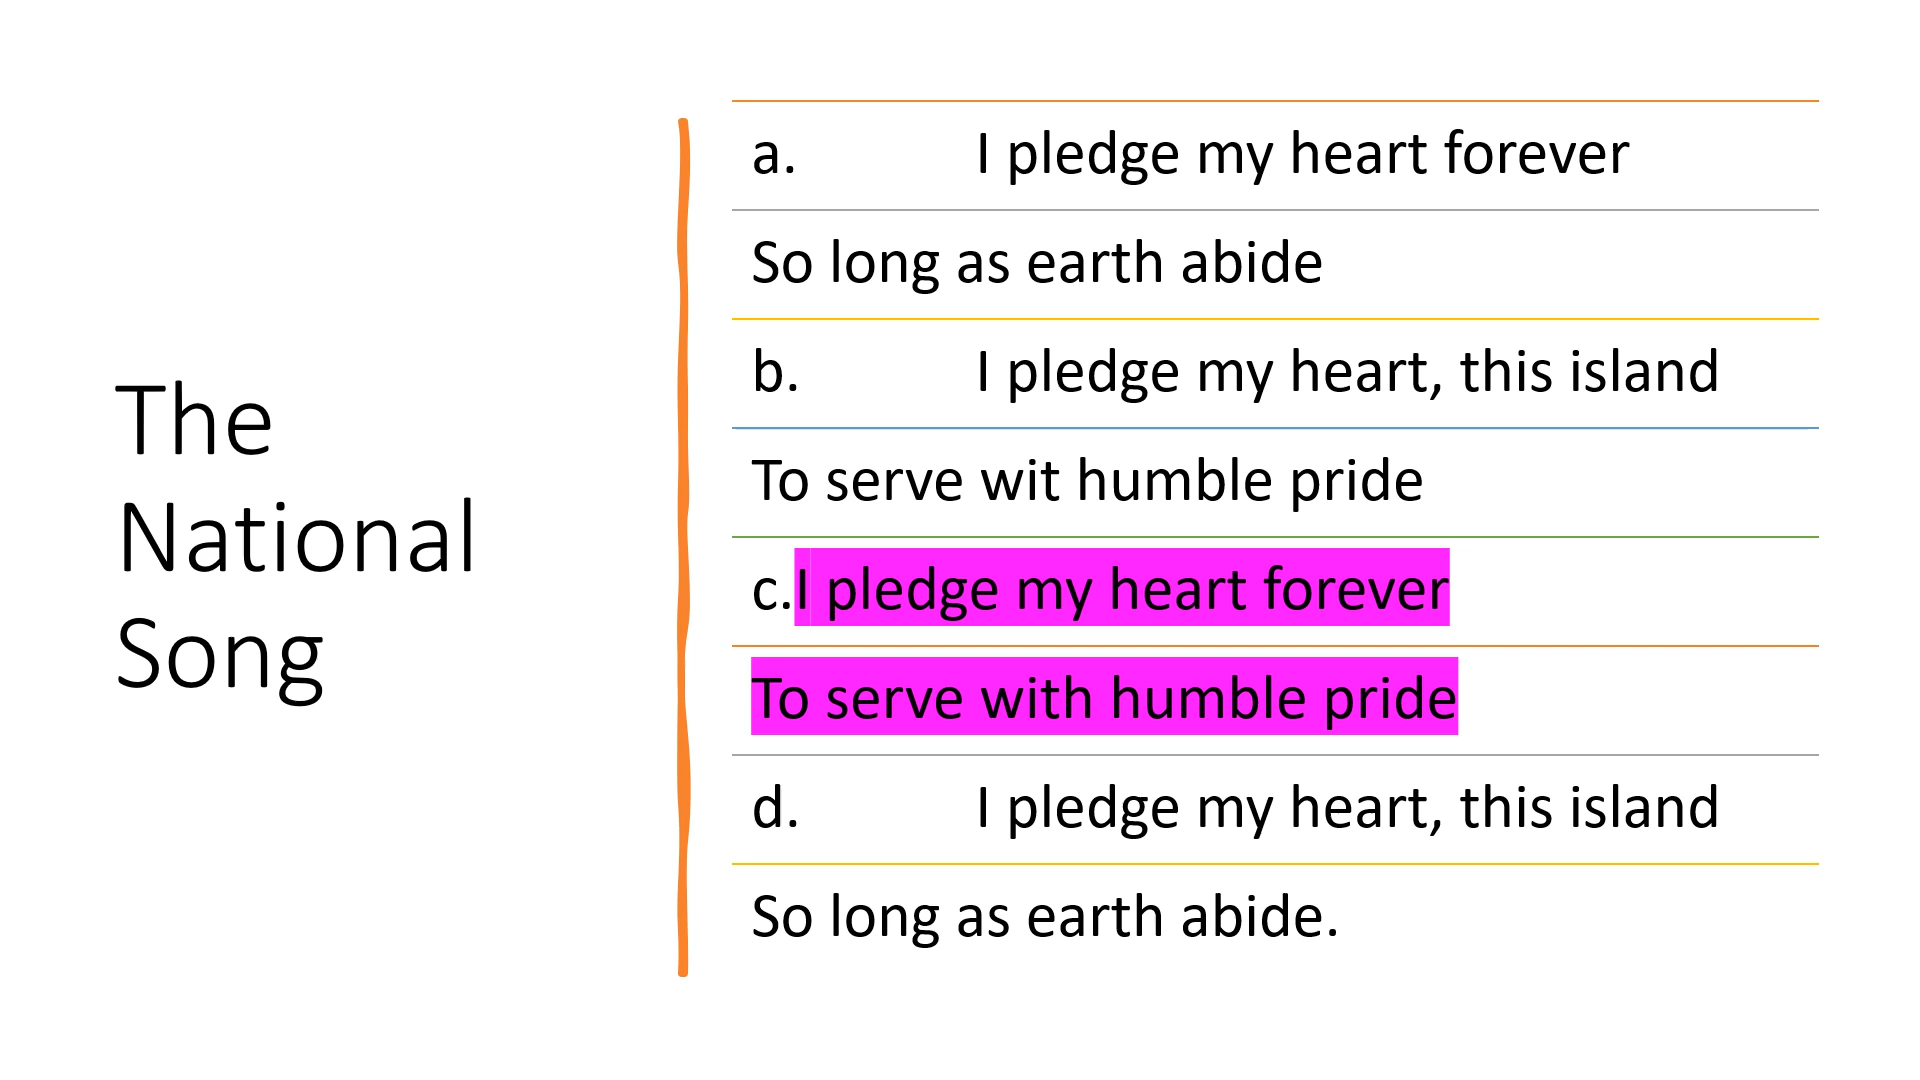 The
National
Song
a. I pledge my heart forever
So long as earth abide
b. I pledge my heart, this island
To serve wit humble pride
c.I pledge my heart forever
To serve with humble pride
d. I pledge my heart, this island
So long as earth abide.